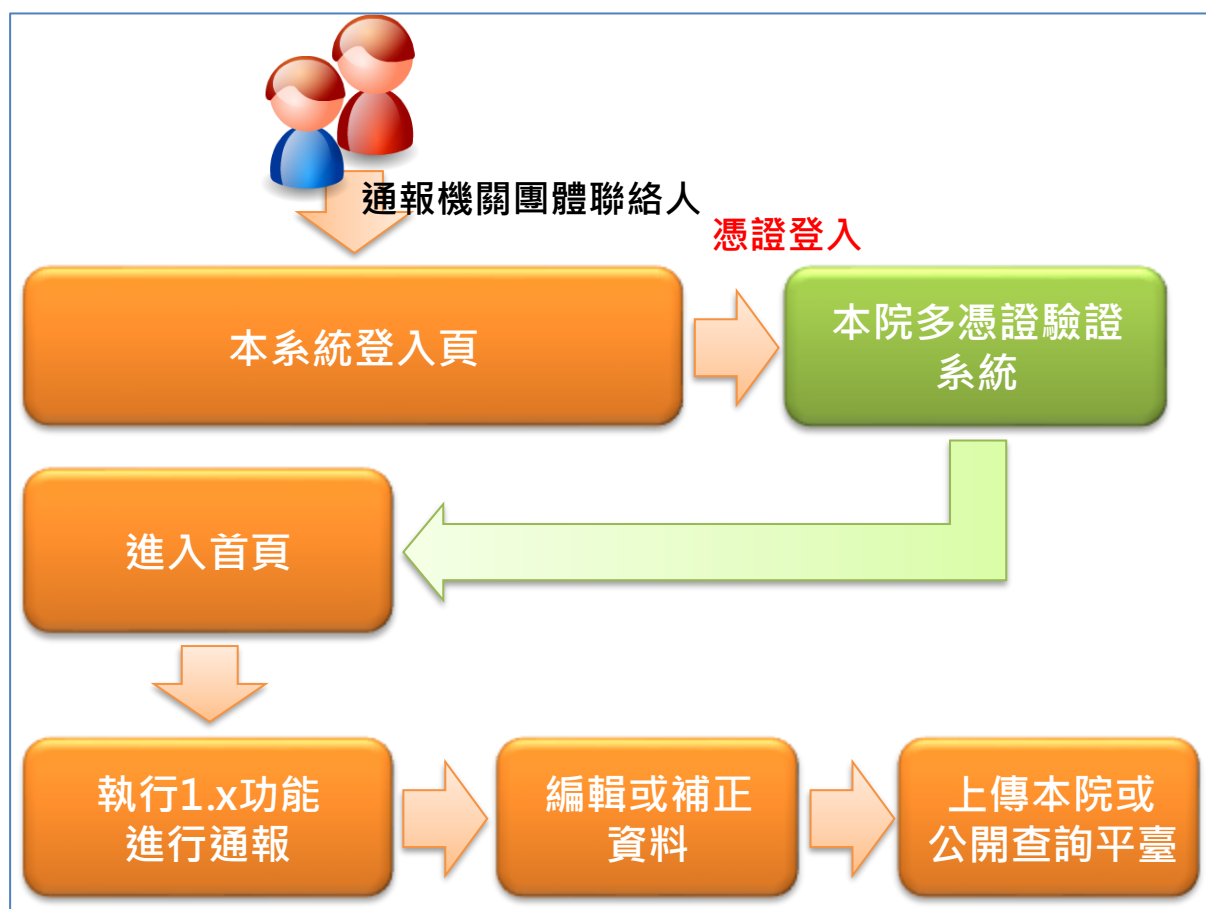 通報機關團體聯絡人
憑證登入
本系統登入頁
本院多憑證驗證
系統
進入首頁
執行1.x功能
進行通報
編輯或補正
資料
上傳本院或
公開查詢平臺